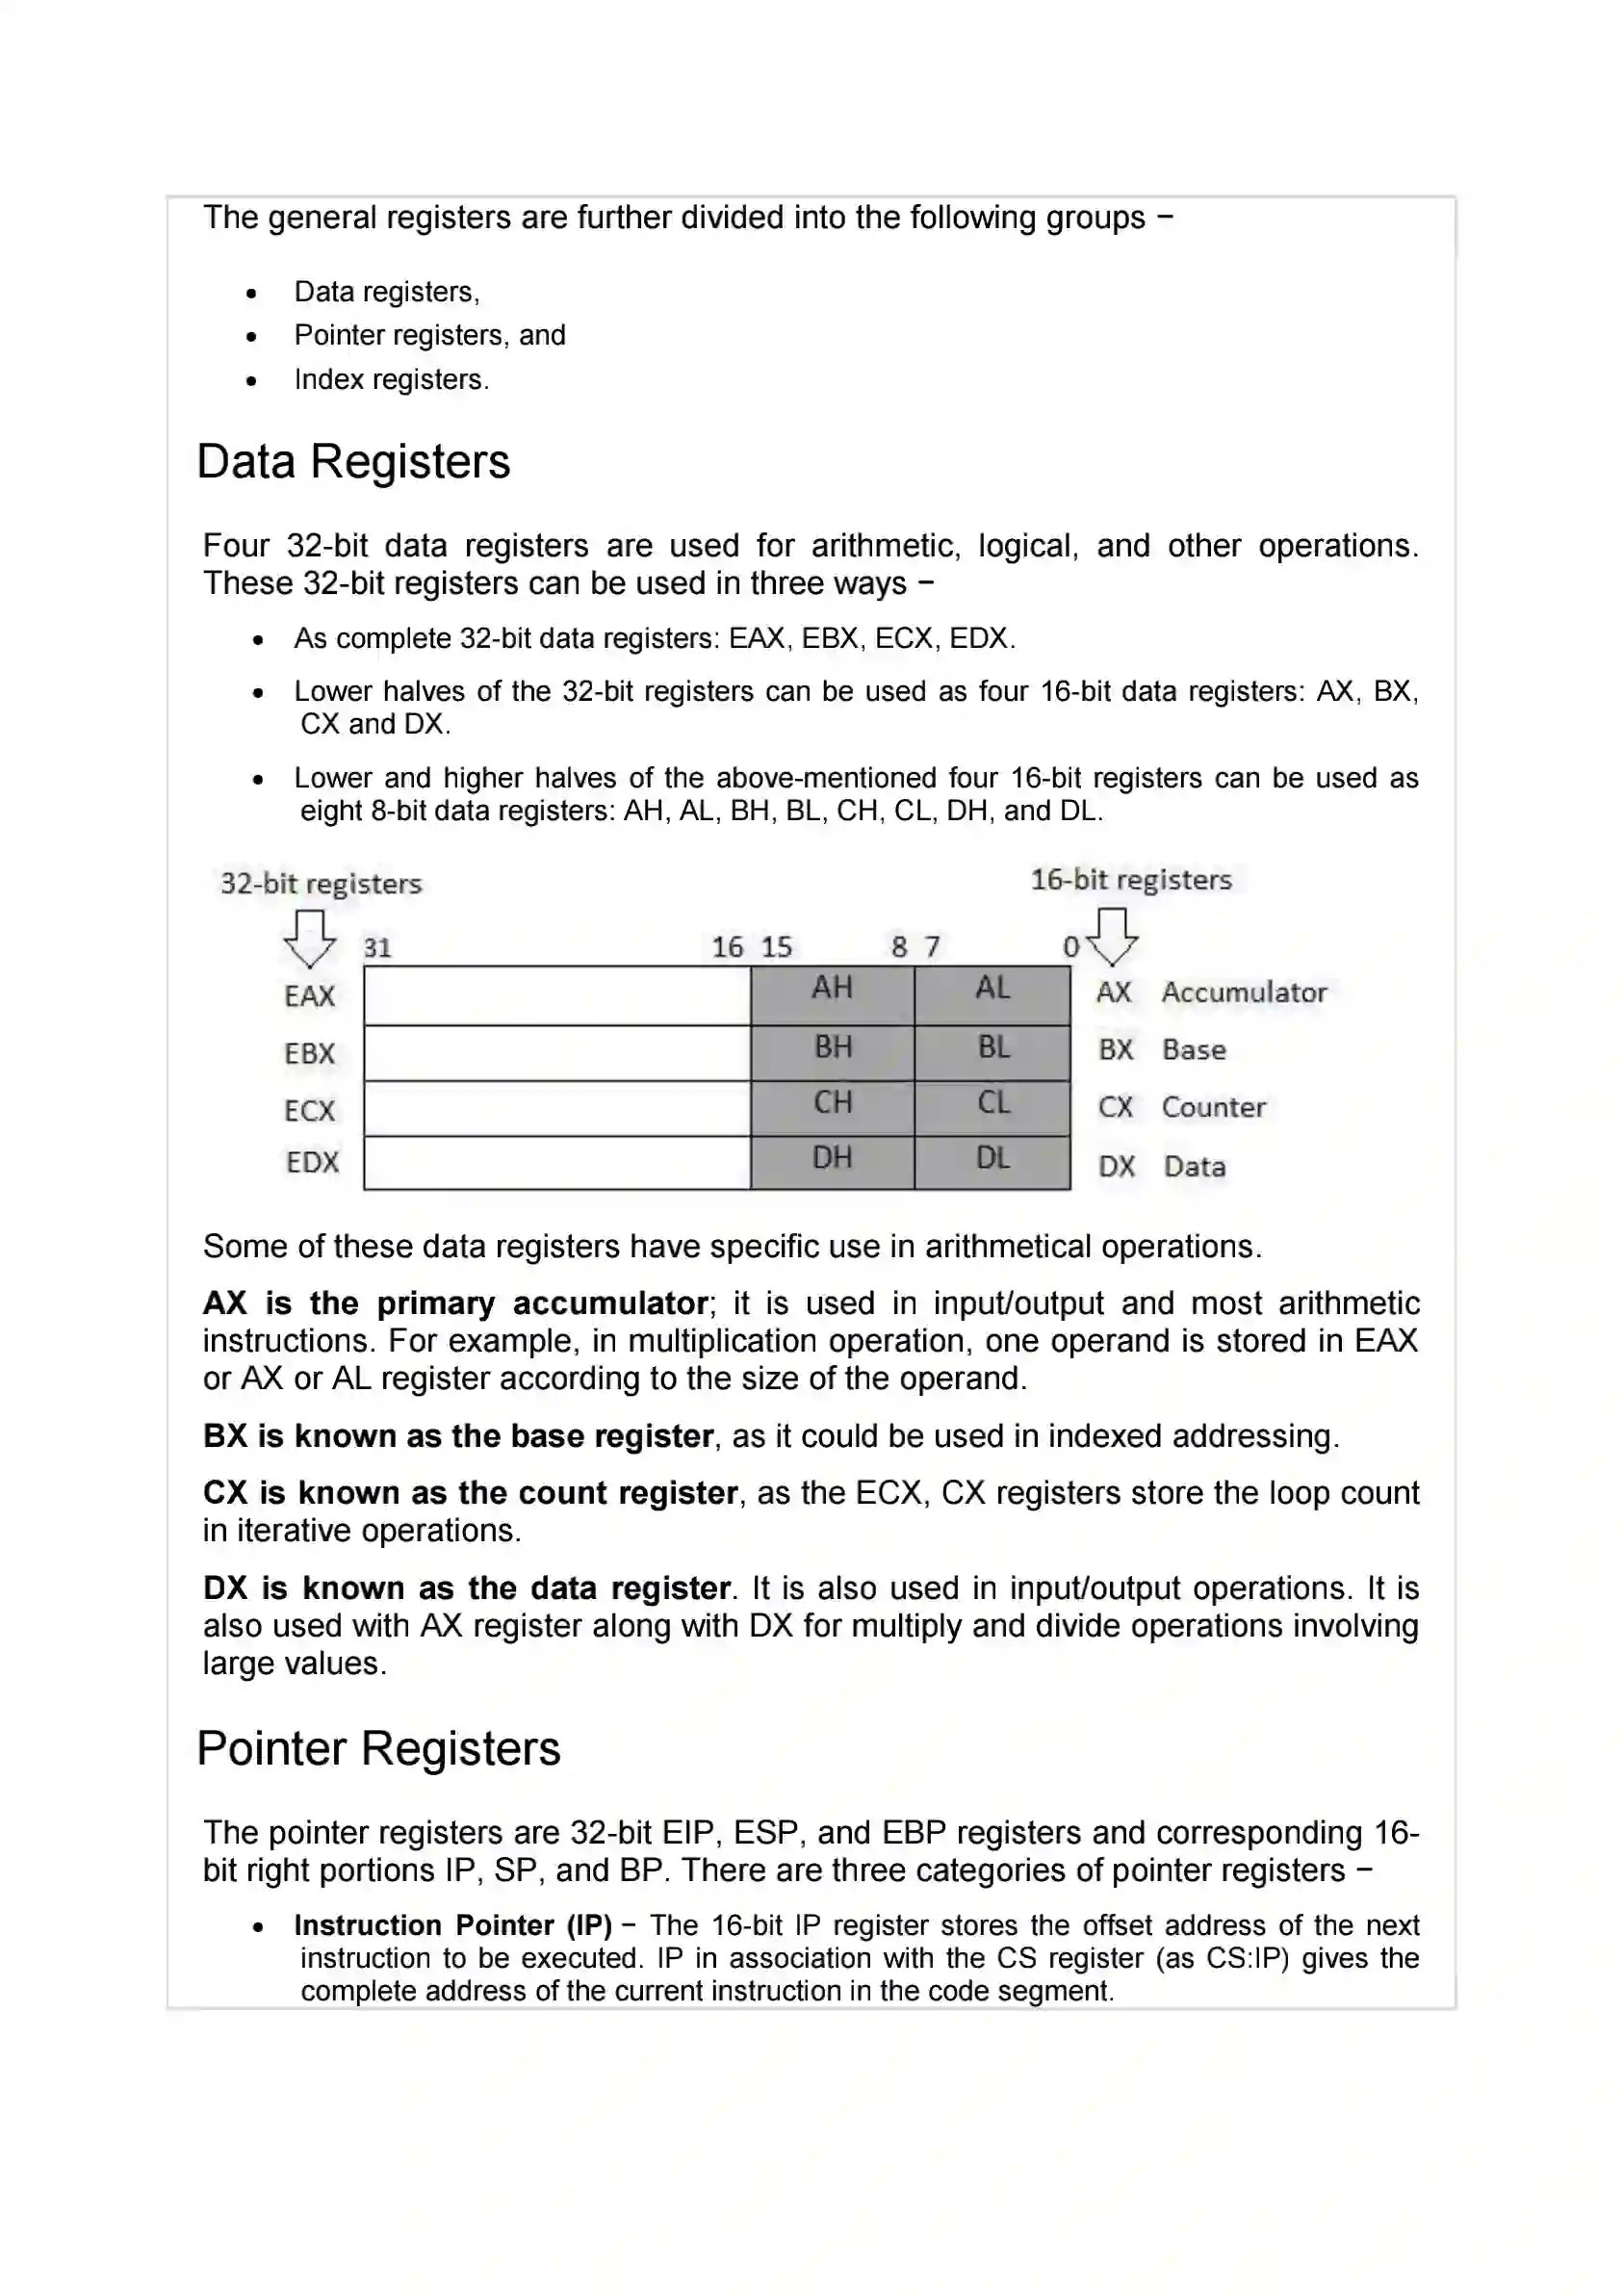 The general registers are further divided into the following groups −
• Data registers,
• Pointer registers, and
• Index registers.
Data Registers
Four 32-bit data registers are used for arithmetic, logical, and other operations.
These 32-bit registers can be used in three ways −
• As complete 32-bit data registers: EAX, EBX, ECX, EDX.
• Lower halves of the 32-bit registers can be used as four 16-bit data registers: AX, BX,
CX and DX.
• Lower and higher halves of the above-mentioned four 16-bit registers can be used as
eight 8-bit data registers: AH, AL, BH, BL, CH, CL, DH, and DL.
32-bit registers 16-bit registers
31 16 15 8 7 0
EAX AH AL AX Accumulator
EBX BH BL BX Base
ECX CH CL CX Counter
EDX DH DL DX Data
Some of these data registers have specific use in arithmetical operations.
AX is the primary accumulator; it is used in input/output and most arithmetic
instructions. For example, in multiplication operation, one operand is stored in EAX
or AX or AL register according to the size of the operand.
BX is known as the base register, as it could be used in indexed addressing.
CX is known as the count register, as the ECX, CX registers store the loop count
in iterative operations.
DX is known as the data register. It is also used in input/output operations. It is
also used with AX register along with DX for multiply and divide operations involving
large values.
Pointer Registers
The pointer registers are 32-bit EIP, ESP, and EBP registers and corresponding 16-
bit right portions IP, SP, and BP. There are three categories of pointer registers −
• Instruction Pointer (IP) − The 16-bit IP register stores the offset address of the next
instruction to be executed. IP in association with the CS register (as CS:IP) gives the
complete address of the current instruction in the code segment.